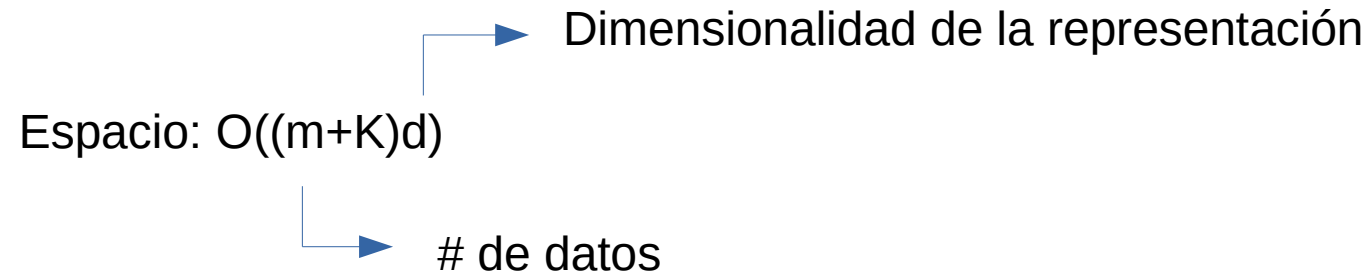 Dimensionalidad de la representación
Espacio: O((m+K)d)
# de datos